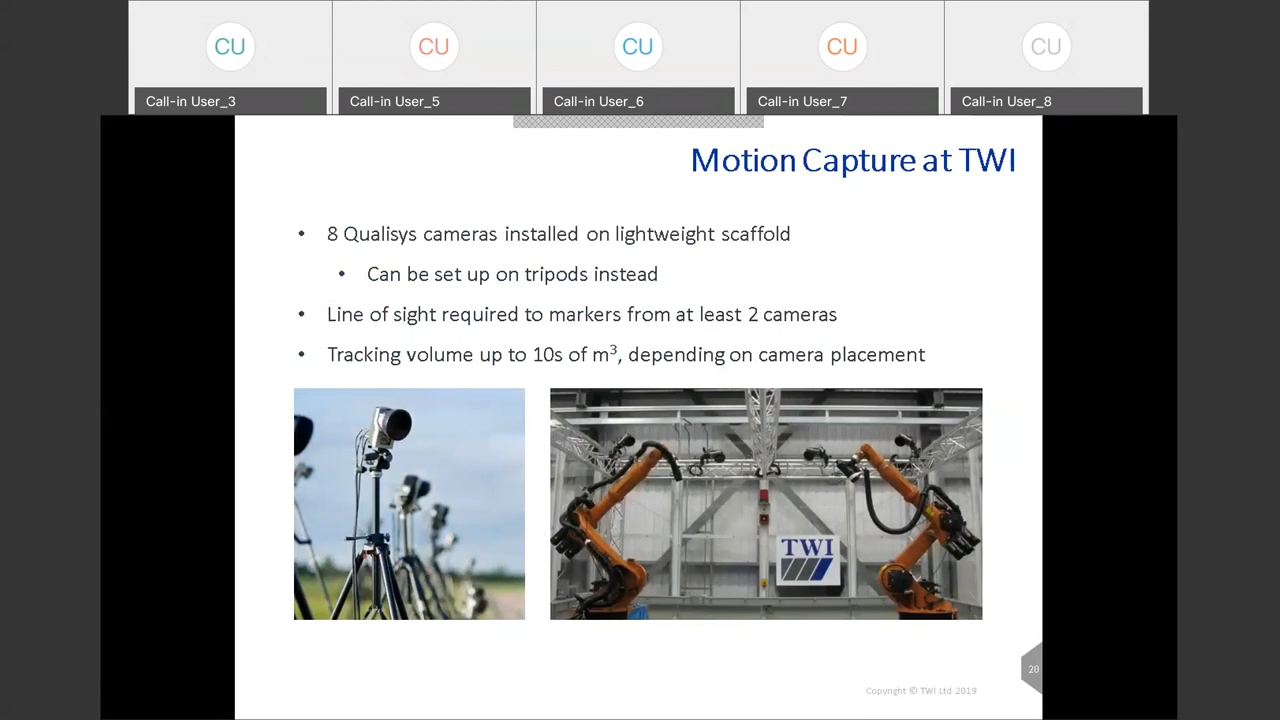 CU CU CU CU CU
Call-in User_3 Call-in User_5 Call-in User_6 Call-in User_7 Call-in User_8
Motion Capture at TWI
• 8 Qualisys cameras installed on lightweight scaffold
• Can be set up on tripods instead
• Line of sight required to markers from at least 2 cameras
• Tracking volume up to 10s of m³, depending on camera placement
TWI
20
Copyright © TWI Ltd 2019